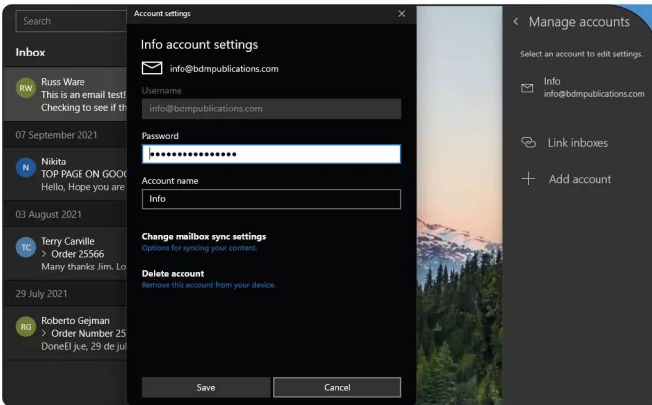 Search
Inbox
RW
Russ Ware
This is an email test!
Checking to see if th
07 September 2021
N
Nikita
TOP PAGE ON GOO
Hello, Hope you are
03 August 2021
TC
Terry Carville
> Order 25566
Many thanks Jim. Lo
29 July 2021
RG
Roberto Gejman
> Order Number 25
DoneEl jue, 29 de jul
Account settings
Info account settings
info@bdmpublications.com
Username
info@bdmpublications.com
Password
••••••••••••••••
Account name
Info
Change mailbox sync settings
Options for syncing your content.
Delete account
Remove this account from your device.
Save
Cancel
Manage accounts
Select an account to edit settings.
Info
info@bdmpublications.com
Link inboxes
Add account